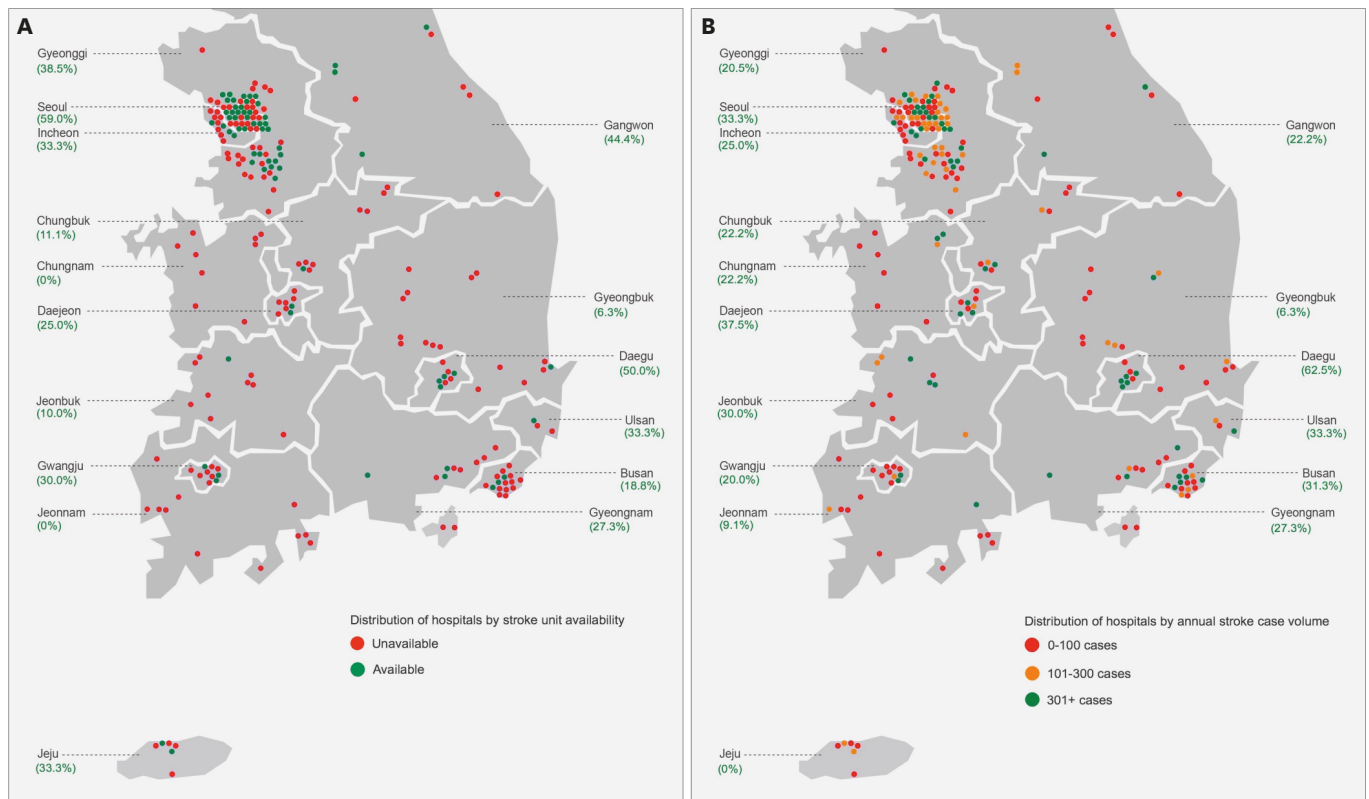 A
Gyeonggi
(38.5%)
Seoul
(59.0%)
Incheon
(33.3%)
Gangwon
(44.4%)
Chungbuk
(11.1%)
Chungnam
(0%)
Daejeon
(25.0%)
Gyeongbuk
(6.3%)
Daegu
(50.0%)
Jeonbuk
(10.0%)
Ulsan
(33.3%)
Gwangju
(30.0%)
Busan
(18.8%)
Jeonnam
(0%)
Gyeongnam
(27.3%)
Distribution of hospitals by stroke unit availability
Unavailable
Available
Jeju
(33.3%)
B
Gyeonggi
(20.5%)
Seoul
(33.3%)
Incheon
(25.0%)
Gangwon
(22.2%)
Chungbuk
(22.2%)
Chungnam
(22.2%)
Daejeon
(37.5%)
Gyeongbuk
(6.3%)
Daegu
(62.5%)
Jeonbuk
(30.0%)
Ulsan
(33.3%)
Gwangju
(20.0%)
Busan
(31.3%)
Jeonnam
(9.1%)
Gyeongnam
(27.3%)
Distribution of hospitals by annual stroke case volume
0-100 cases
101-300 cases
301+ cases
Jeju
(0%)